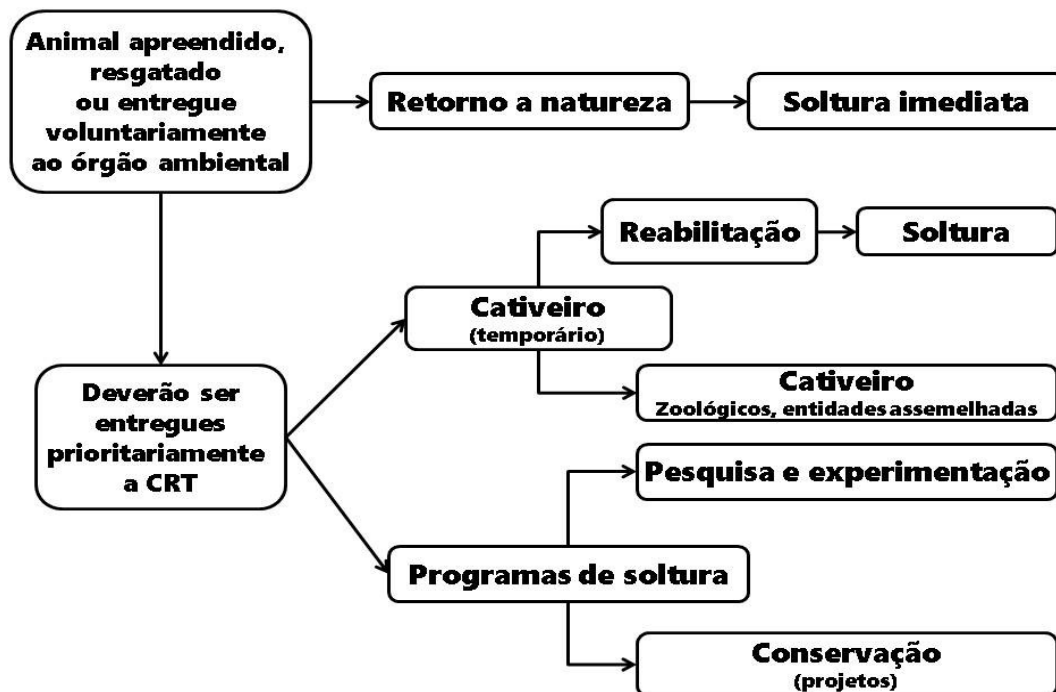 Animal apreendido,
resgatado
ou entregue
voluntariamente
ao órgão ambiental
Retorno a natureza
Soltura imediata
Reabilitação
Soltura
Cativeiro
(temporário)
Cativeiro
Zoológicos, entidades assemelhadas
Deverão ser
entregues
prioritariamente
a CRT
Pesquisa e experimentação
Programas de soltura
Conservação
(projetos)